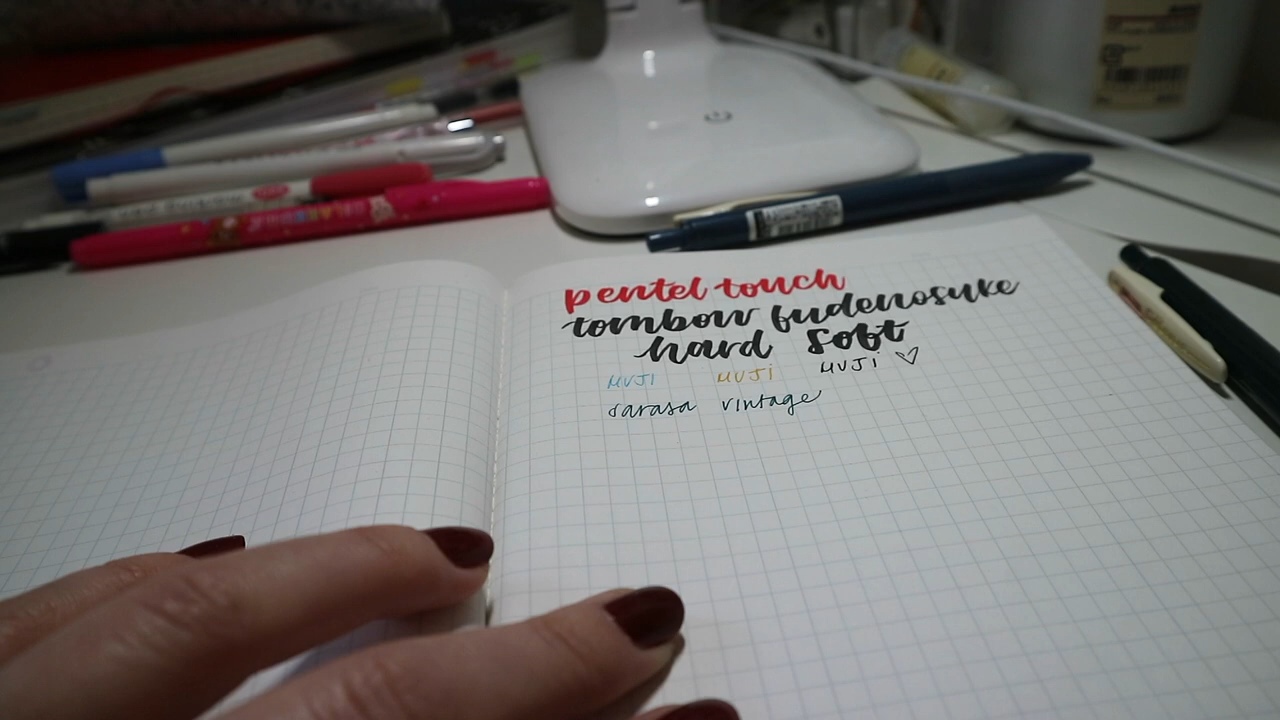 pentel touch
tombow fudenosuke
hard soft
MUJI MUJI MUJI ♡
sarasa vintage